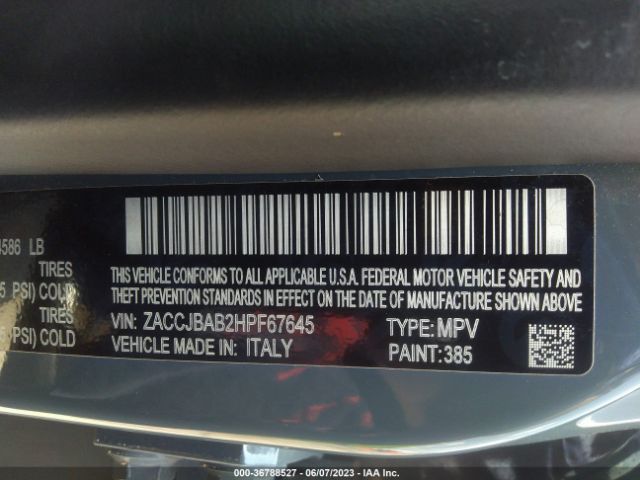 586 LB
TIRES
PSI) COLD
TIRES
PSI) COLD
THIS VEHICLE CONFORMS TO ALL APPLICABLE U.S.A. FEDERAL MOTOR VEHICLE SAFETY AND
THEFT PREVENTION STANDARDS IN EFFECT ON THE DATE OF MANUFACTURE SHOWN ABOVE
VIN: ZACCJBAB2HPF67645 TYPE: MPV
VEHICLE MADE IN: ITALY PAINT: 385
000-36788527 - 06/07/2023 - IAA Inc.